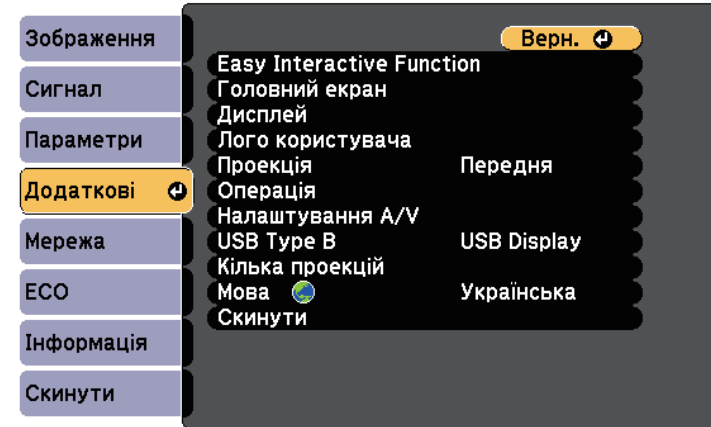 Зображення
Сигнал
Параметри
Додаткові
Мережа
ECO
Інформація
Скинути
Верн.
Easy Interactive Function
Головний екран
Дисплей
Лого користувача
Проекція Передня
Операція
Налаштування A/V
USB Type B USB Display
Кілька проекцій
Мова Українська
Скинути